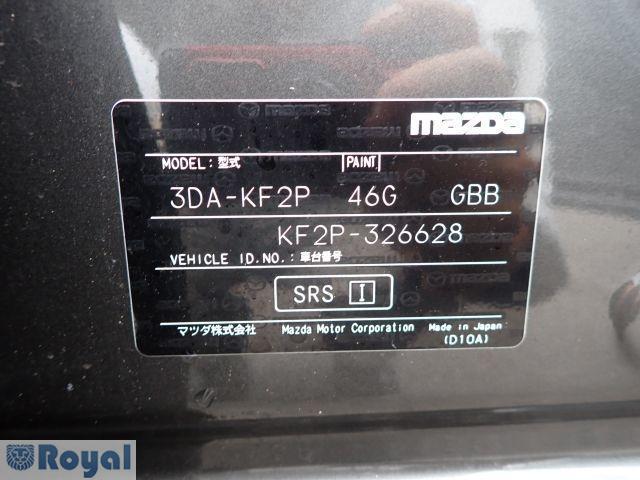 mazda
MODEL:型式 PAINT
3DA-KF2P 46G GBB
KF2P-326628
VEHICLE ID.NO.:車台番号
SRS I
マツダ株式会社 Mazda Motor Corporation Made in Japan
(D10A)
Royal